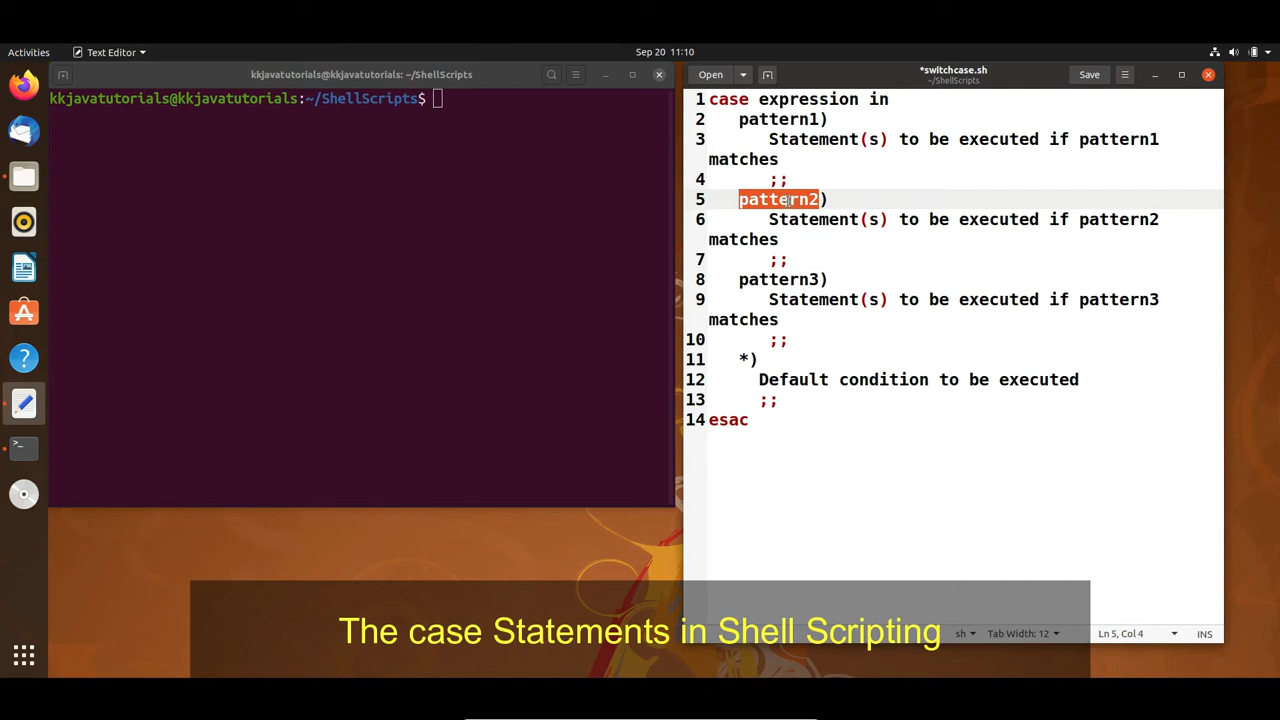 Activities Text Editor Sep 20 11:10
kkjavatutorials@kkjavatutorials: ~/ShellScripts
kkjavatutorials@kkjavatutorials:~/ShellScripts$
Open *switchcase.sh Save
~/ShellScripts
1 case expression in
2 pattern1)
3 Statement(s) to be executed if pattern1
matches
4 ;;
5 pattern2)
6 Statement(s) to be executed if pattern2
matches
7 ;;
8 pattern3)
9 Statement(s) to be executed if pattern3
matches
10 ;;
11 *)
12 Default condition to be executed
13 ;;
14 esac
The case Statements in Shell Scripting
sh Tab Width: 12 Ln 5, Col 4 INS